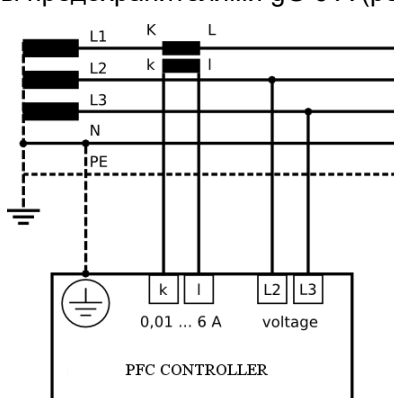 L1 K L
L2 k l
L3
N
PE
k l L2 L3
0,01 ... 6 A voltage
PFC CONTROLLER